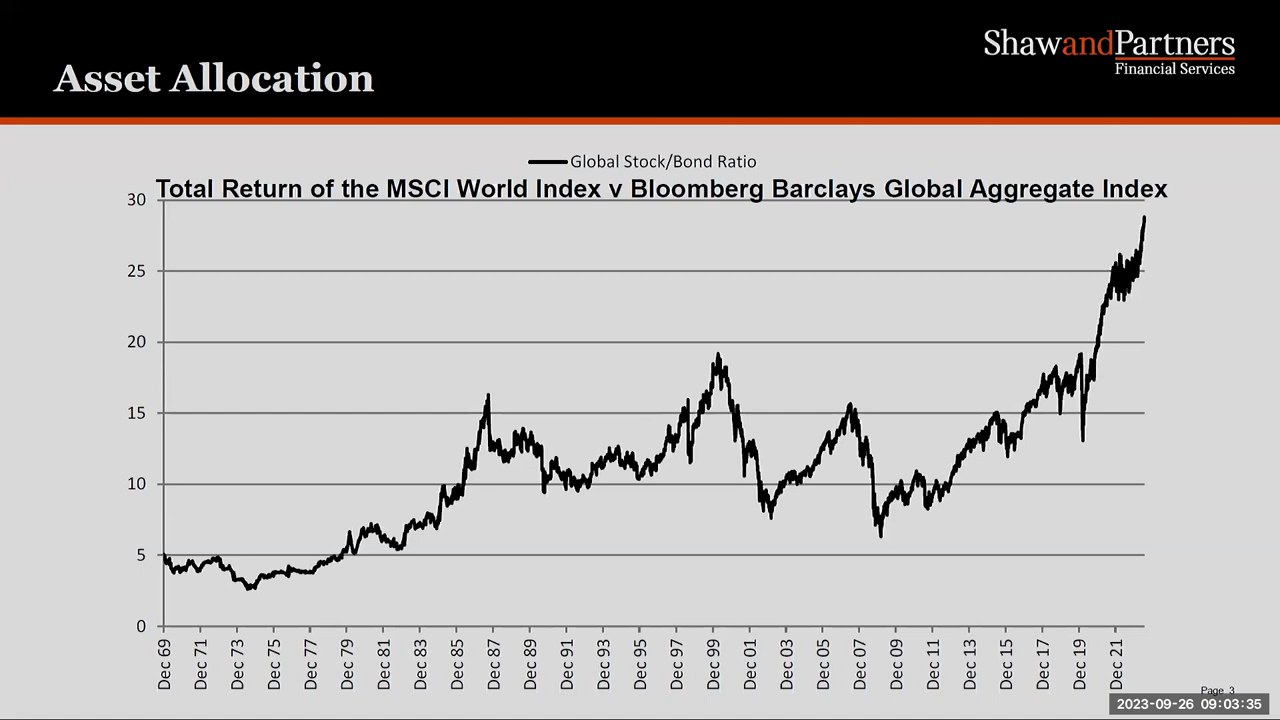 Asset Allocation
ShawandPartners
Financial Services
Global Stock/Bond Ratio
Total Return of the MSCI World Index v Bloomberg Barclays Global Aggregate Index
30
25
20
15
10
5
0
Dec 69
Dec 71
Dec 73
Dec 75
Dec 77
Dec 79
Dec 81
Dec 83
Dec 85
Dec 87
Dec 89
Dec 91
Dec 93
Dec 95
Dec 97
Dec 99
Dec 01
Dec 03
Dec 05
Dec 07
Dec 09
Dec 11
Dec 13
Dec 15
Dec 17
Dec 19
Dec 21
Page 3
2023-09-26 09:03:35